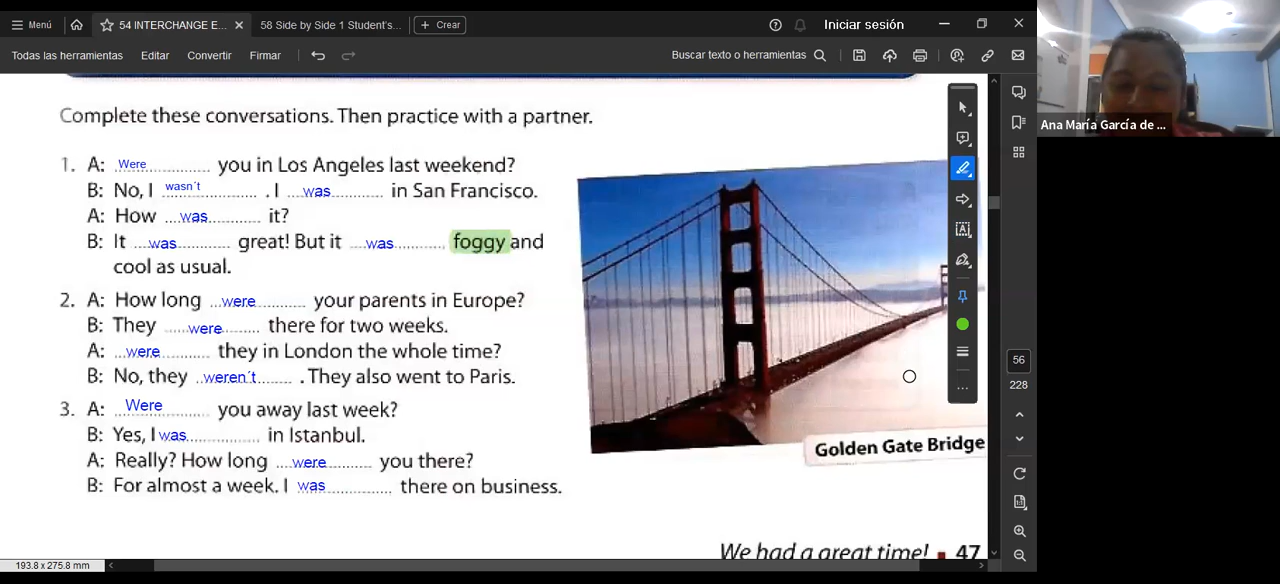 Menú 54 INTERCHANGE E... 58 Side by Side 1 Student's... Crear Iniciar sesión
Todas las herramientas Editar Convertir Firmar Buscar texto o herramientas
Ana María García de ...
Complete these conversations. Then practice with a partner.
1. A: Were you in Los Angeles last weekend?
B: No, I wasn´t . I was in San Francisco.
A: How was it?
B: It was great! But it was foggy and
cool as usual.
2. A: How long were your parents in Europe?
B: They were there for two weeks.
A: were they in London the whole time?
B: No, they weren´t . They also went to Paris.
3. A: Were you away last week?
B: Yes, I was in Istanbul.
A: Really? How long were you there?
B: For almost a week. I was there on business.
Golden Gate Bridge
56
228
We had a great time! 47
193.8 x 275.8 mm